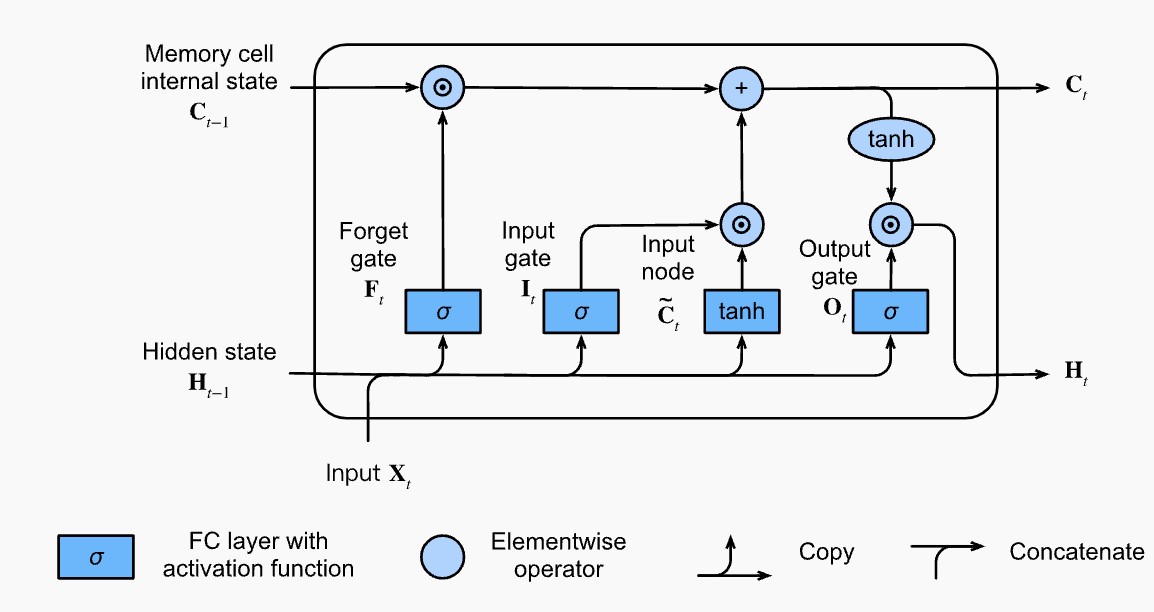 Memory cell
internal state
C_{t−1}
⊙
+
C_t
tanh
⊙
⊙
Forget
gate
F_t
Input
gate
I_t
Input
node
C̃_t
Output
gate
O_t
σ
σ
tanh
σ
Hidden state
H_{t−1}
H_t
Input X_t
σ
FC layer with
activation function
Elementwise
operator
Copy
Concatenate